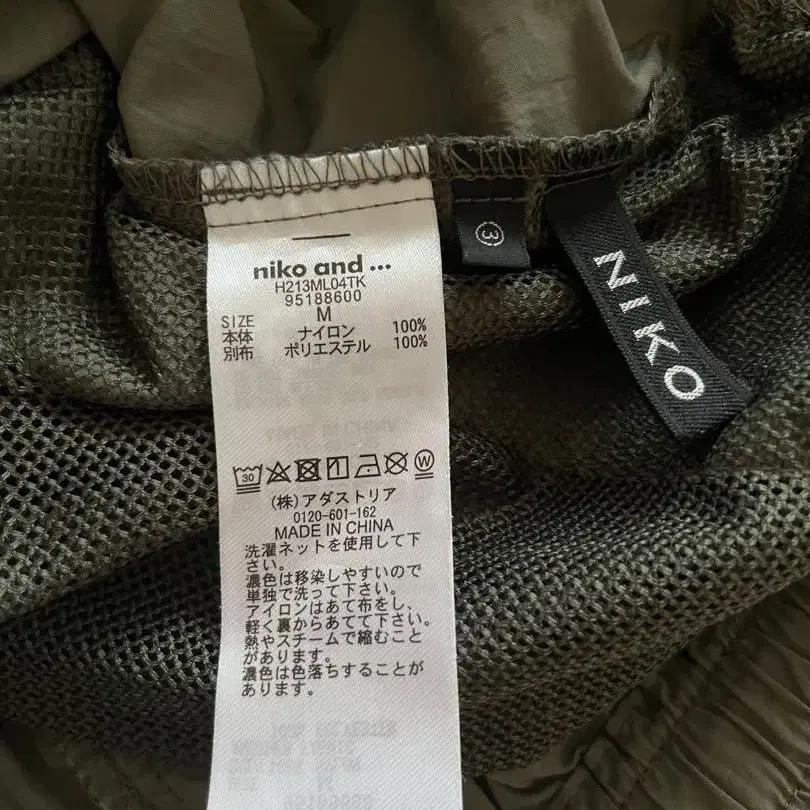 niko and ...
H213ML04TK
95188600
SIZE M
本体 ナイロン 100%
別布 ポリエステル 100%
30
W
(株)アダストリア
0120-601-162
MADE IN CHINA
洗濯ネットを使用して下
さい。
濃色は移染しやすいので
単独で洗って下さい。
アイロンはあて布をし、
軽く裏からあてて下さい。
熱やスチームで縮むこと
があります。
濃色は色落ちすることが
あります。
③
NIKO